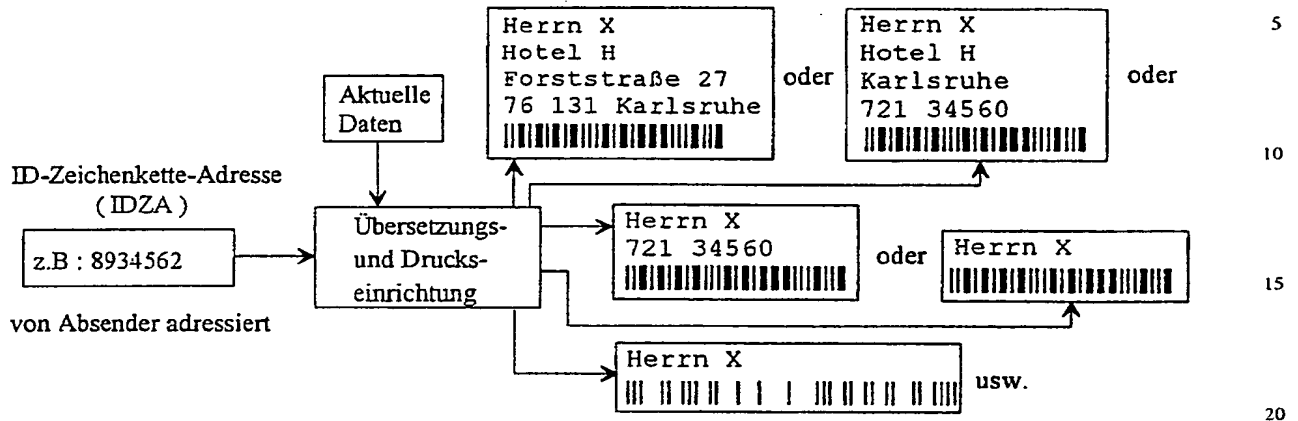 Herrn X
Hotel H
Forststraße 27
76 131 Karlsruhe
oder
Herrn X
Hotel H
Karlsruhe
721 34560
oder
5
10
Aktuelle
Daten
ID-Zeichenkette-Adresse
( IDZA )
z.B : 8934562
von Absender adressiert
Übersetzungs-
und Drucks-
einrichtung
Herrn X
721 34560
oder
Herrn X
15
Herrn X
usw.
20